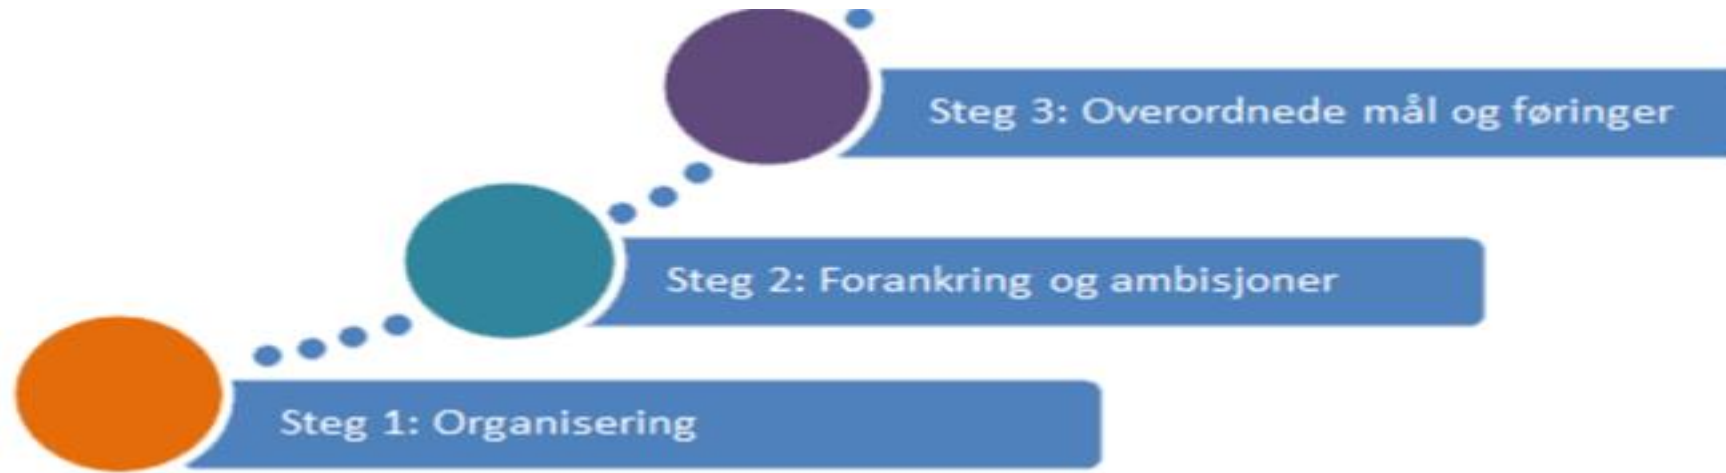 Steg 3: Overordnede mål og føringer
Steg 2: Forankring og ambisjoner
Steg 1: Organisering